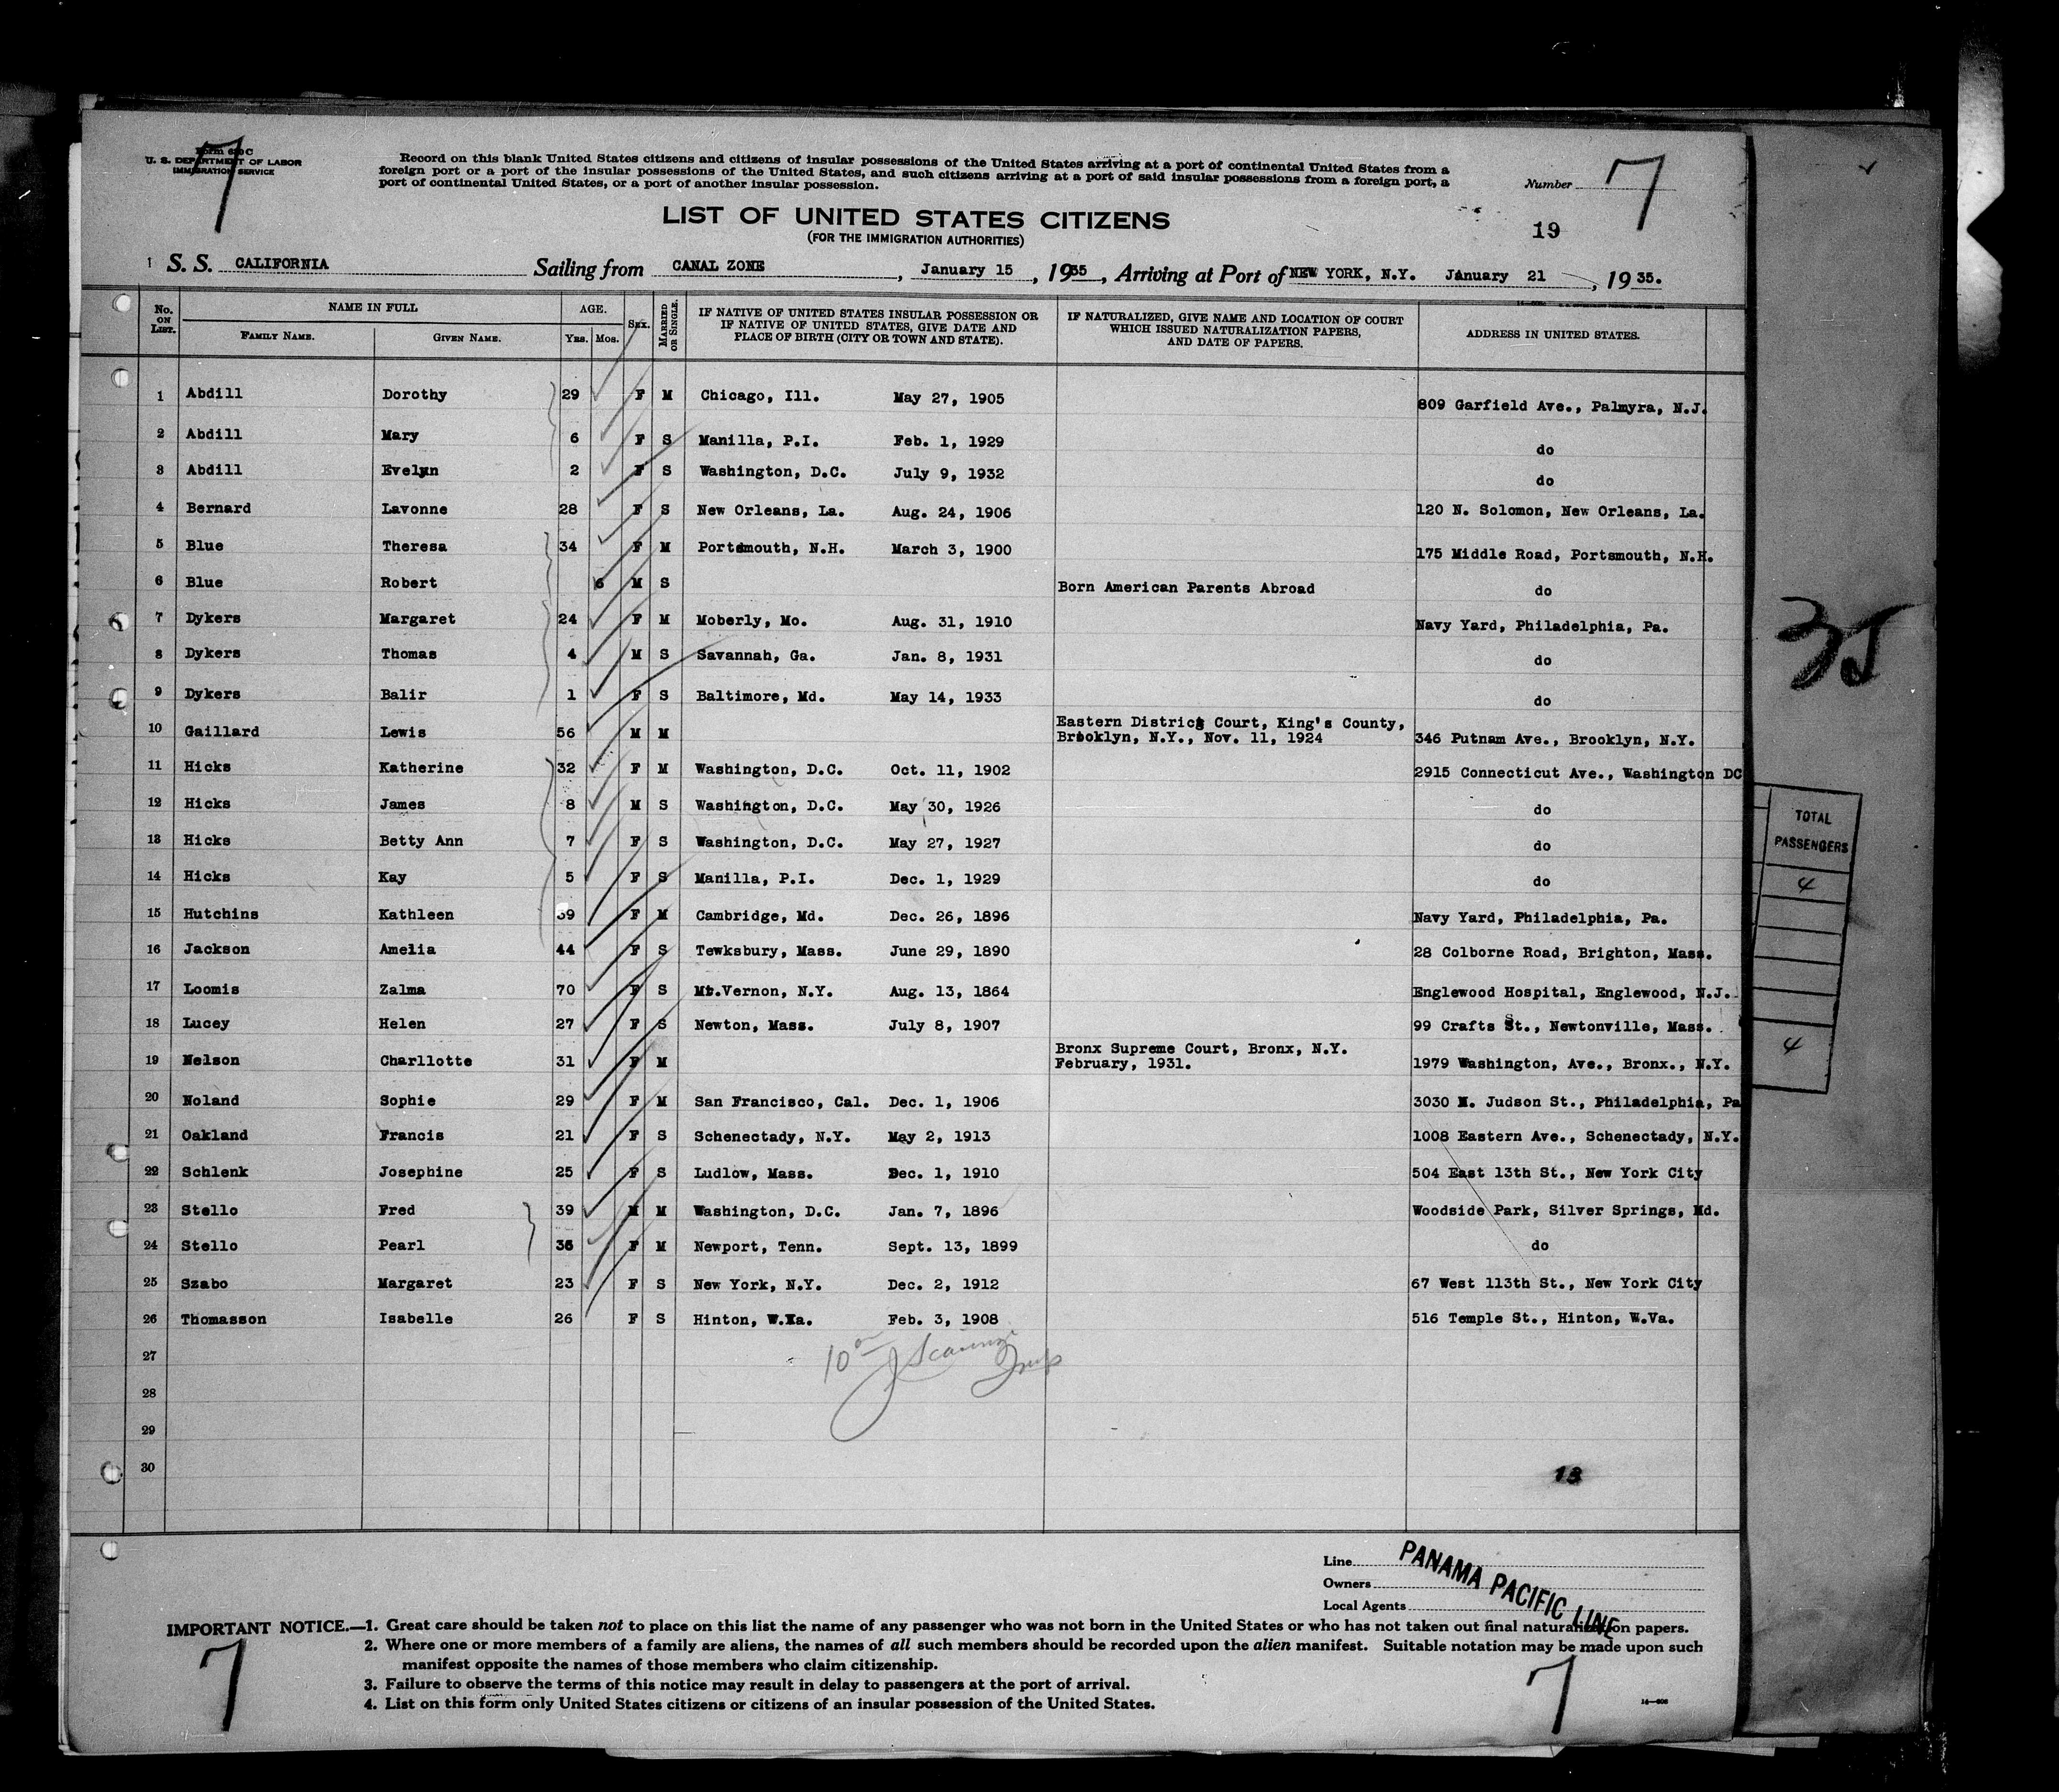 7
Form 630 C
U. S. DEPARTMENT OF LABOR
IMMIGRATION SERVICE
Record on this blank United States citizens and citizens of insular possessions of the United States arriving at a port of continental United States from a
foreign port or a port of the insular possessions of the United States, and such citizens arriving at a port of said insular possessions from a foreign port, a
port of continental United States, or a port of another insular possession.
Number 7
LIST OF UNITED STATES CITIZENS
(FOR THE IMMIGRATION AUTHORITIES)
19
S. S. CALIFORNIA Sailing from CANAL ZONE, January 15, 1935, Arriving at Port of NEW YORK, N.Y. January 21, 1935.
No. ON LIST. NAME IN FULL FAMILY NAME. GIVEN NAME. AGE. YRS. MOS. SEX. MARRIED OR SINGLE. IF NATIVE OF UNITED STATES INSULAR POSSESSION OR IF NATIVE OF UNITED STATES, GIVE DATE AND PLACE OF BIRTH (CITY OR TOWN AND STATE). IF NATURALIZED, GIVE NAME AND LOCATION OF COURT WHICH ISSUED NATURALIZATION PAPERS, AND DATE OF PAPERS. ADDRESS IN UNITED STATES.
1 Abdill Dorothy 29 F M Chicago, Ill. May 27, 1905 809 Garfield Ave., Palmyra, N.J.
2 Abdill Mary 6 F S Manilla, P.I. Feb. 1, 1929 do
3 Abdill Evelyn 2 F S Washington, D.C. July 9, 1932 do
4 Bernard Lavonne 28 F S New Orleans, La. Aug. 24, 1906 120 N. Solomon, New Orleans, La.
5 Blue Theresa 34 F M Portsmouth, N.H. March 3, 1900 175 Middle Road, Portsmouth, N.H.
6 Blue Robert 6 M S Born American Parents Abroad do
7 Dykers Margaret 24 F M Moberly, Mo. Aug. 31, 1910 Navy Yard, Philadelphia, Pa.
8 Dykers Thomas 4 M S Savannah, Ga. Jan. 8, 1931 do
9 Dykers Balir 1 F S Baltimore, Md. May 14, 1933 do
10 Gaillard Lewis 56 M M Eastern District Court, King's County, Brooklyn, N.Y., Nov. 11, 1924 346 Putnam Ave., Brooklyn, N.Y.
11 Hicks Katherine 32 F M Washington, D.C. Oct. 11, 1902 2915 Connecticut Ave., Washington DC
12 Hicks James 8 M S Washington, D.C. May 30, 1926 do
13 Hicks Betty Ann 7 F S Washington, D.C. May 27, 1927 do
14 Hicks Kay 5 F S Manilla, P.I. Dec. 1, 1929 do
15 Hutchins Kathleen 39 F M Cambridge, Md. Dec. 26, 1896 Navy Yard, Philadelphia, Pa.
16 Jackson Amelia 44 F S Tewksbury, Mass. June 29, 1890 28 Colborne Road, Brighton, Mass.
17 Loomis Zalma 70 F S Mt.Vernon, N.Y. Aug. 13, 1864 Englewood Hospital, Englewood, N.J.
18 Lucey Helen 27 F S Newton, Mass. July 8, 1907 99 Crafts St., Newtonville, Mass.
19 Nelson Charllotte 31 F M Bronx Supreme Court, Bronx, N.Y. February, 1931. 1979 Washington, Ave., Bronx., N.Y.
20 Noland Sophie 29 F M San Francisco, Cal. Dec. 1, 1906 3030 N. Judson St., Philadelphia, Pa
21 Oakland Francis 21 F S Schenectady, N.Y. May 2, 1913 1008 Eastern Ave., Schenectady, N.Y.
22 Schlenk Josephine 25 F S Ludlow, Mass. Dec. 1, 1910 504 East 13th St., New York City
23 Stello Fred 39 M M Washington, D.C. Jan. 7, 1896 Woodside Park, Silver Springs, Md.
24 Stello Pearl 36 F M Newport, Tenn. Sept. 13, 1899 do
25 Szabo Margaret 23 F S New York, N.Y. Dec. 2, 1912 67 West 113th St., New York City
26 Thomasson Isabelle 26 F S Hinton, W.Va. Feb. 3, 1908 516 Temple St., Hinton, W.Va.
27
28
29
30
13
35
TOTAL
PASSENGERS
4
4
Line
Owners
Local Agents
PANAMA PACIFIC LINE
IMPORTANT NOTICE.—1. Great care should be taken not to place on this list the name of any passenger who was not born in the United States or who has not taken out final naturalization papers.
2. Where one or more members of a family are aliens, the names of all such members should be recorded upon the alien manifest. Suitable notation may be made upon such
manifest opposite the names of those members who claim citizenship.
3. Failure to observe the terms of this notice may result in delay to passengers at the port of arrival.
4. List on this form only United States citizens or citizens of an insular possession of the United States.
7
7